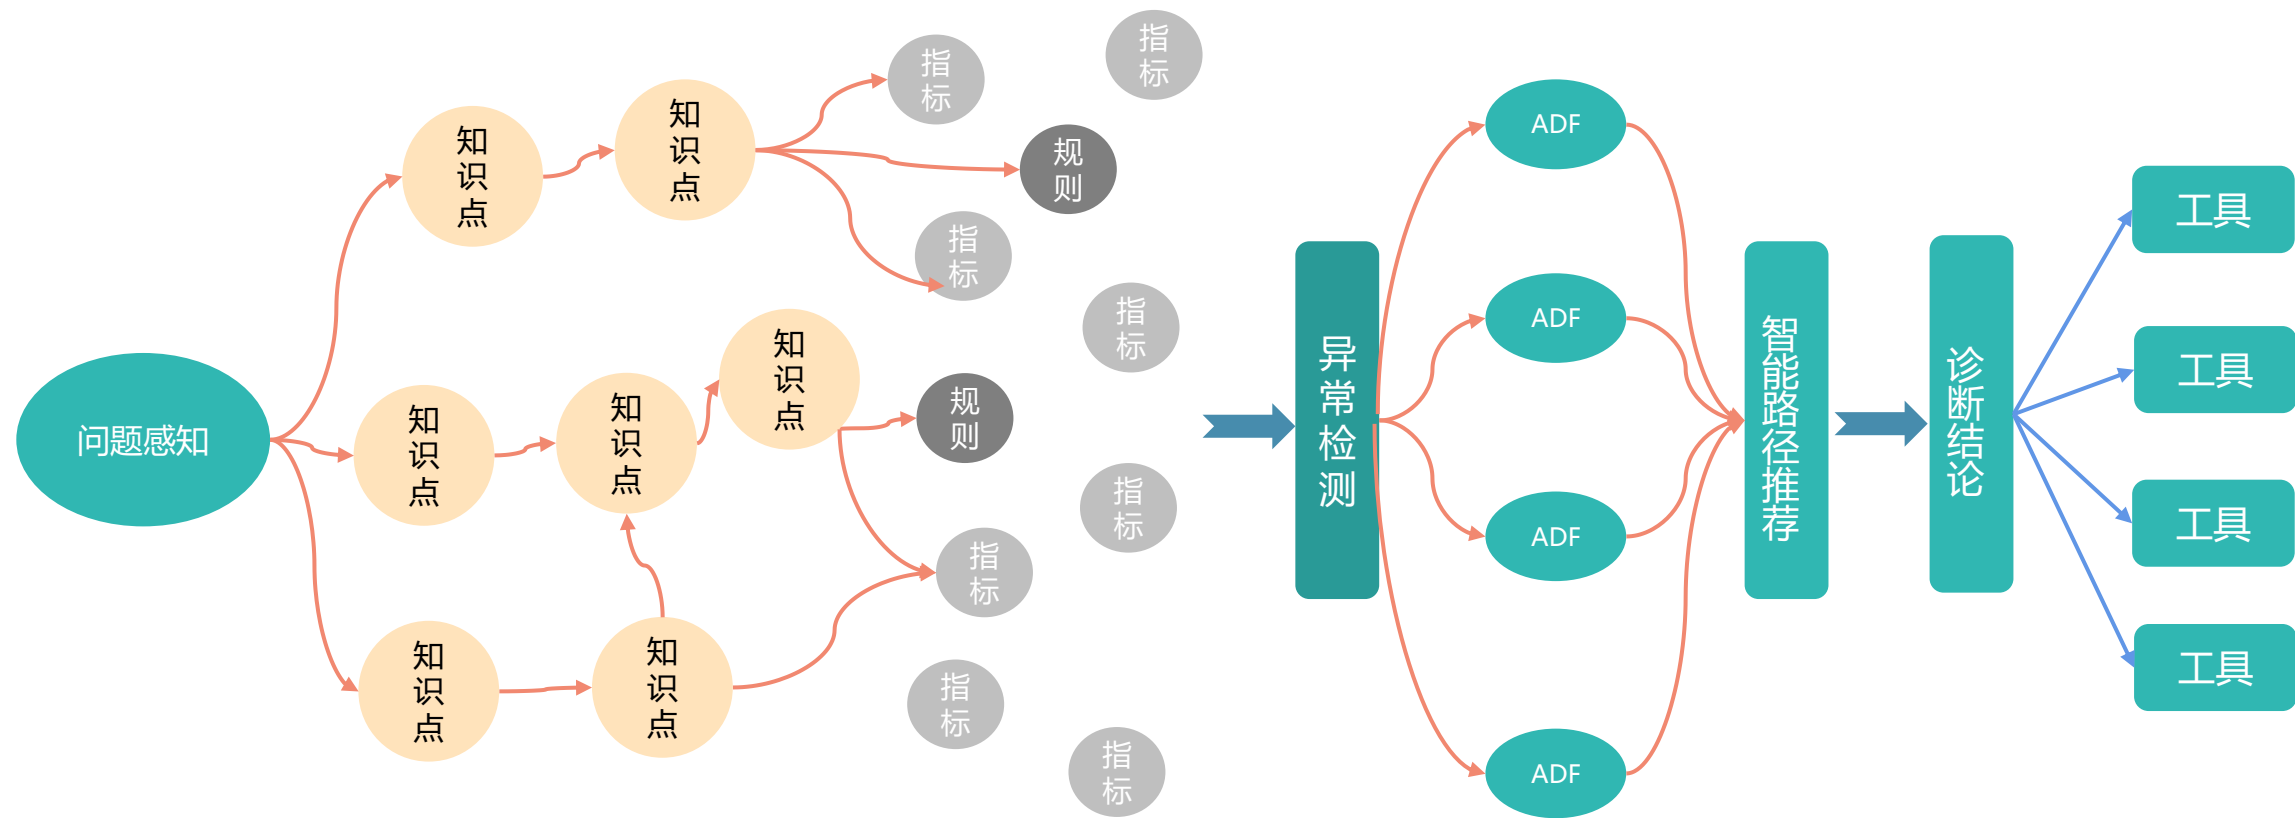 问题感知
知
识
点
知
识
点
知
识
点
知
识
点
知
识
点
知
识
点
知
识
点
指
标
指
标
规
则
指
标
指
标
规
则
指
标
指
标
指
标
指
标
异
常
检
测
ADF
ADF
ADF
ADF
智
能
路
径
推
荐
诊
断
结
论
工具
工具
工具
工具